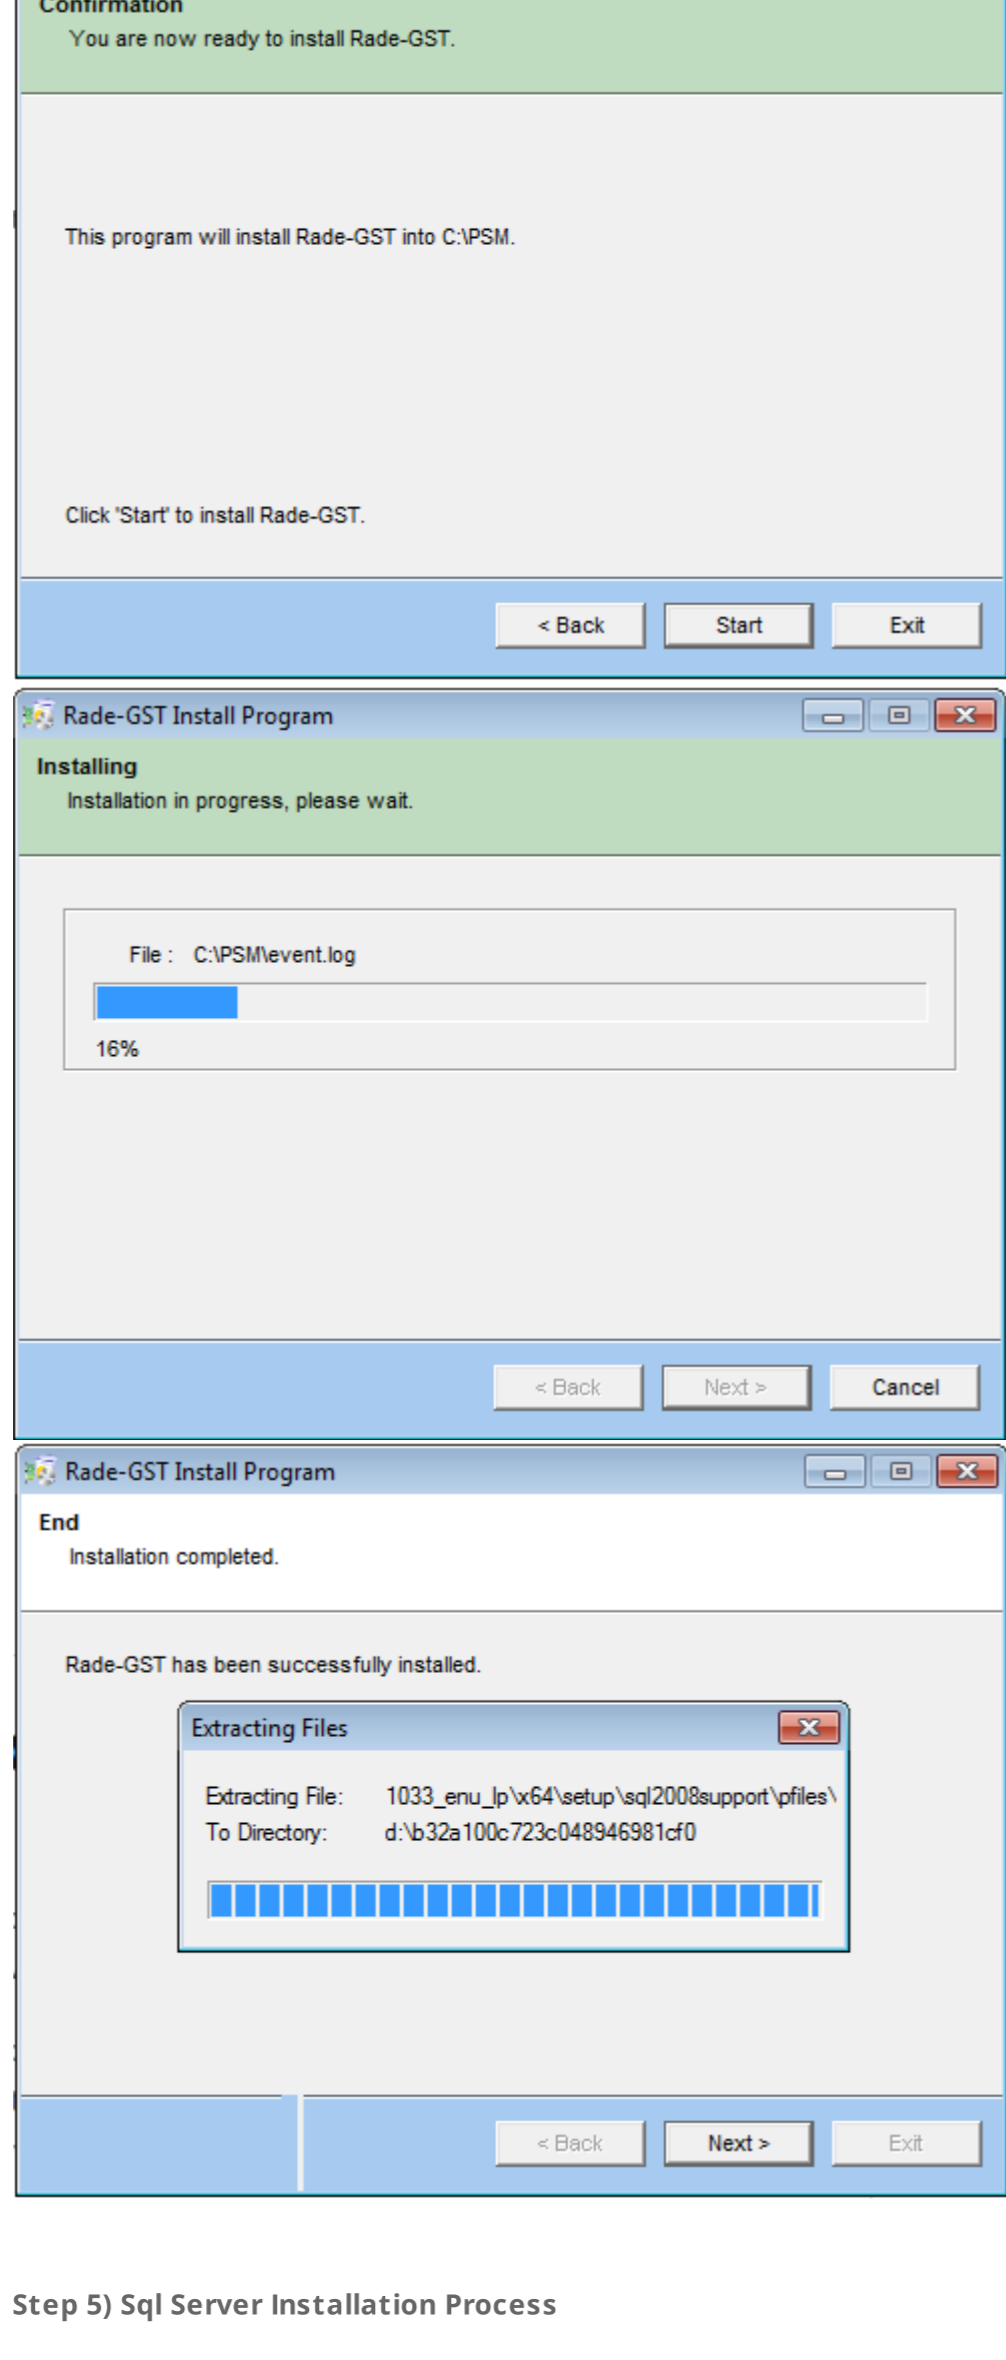 Confirmation
You are now ready to install Rade-GST.
This program will install Rade-GST into C:\PSM.
Click 'Start' to install Rade-GST.
< Back
Start
Exit
Rade-GST Install Program
Installing
Installation in progress, please wait.
File : C:\PSM\event.log
16%
< Back
Next >
Cancel
Rade-GST Install Program
End
Installation completed.
Rade-GST has been successfully installed.
Extracting Files
Extracting File: 1033_enu_lp\x64\setup\sql2008support\pfiles\
To Directory: d:\b32a100c723c048946981cf0
< Back
Next >
Exit
Step 5) Sql Server Installation Process